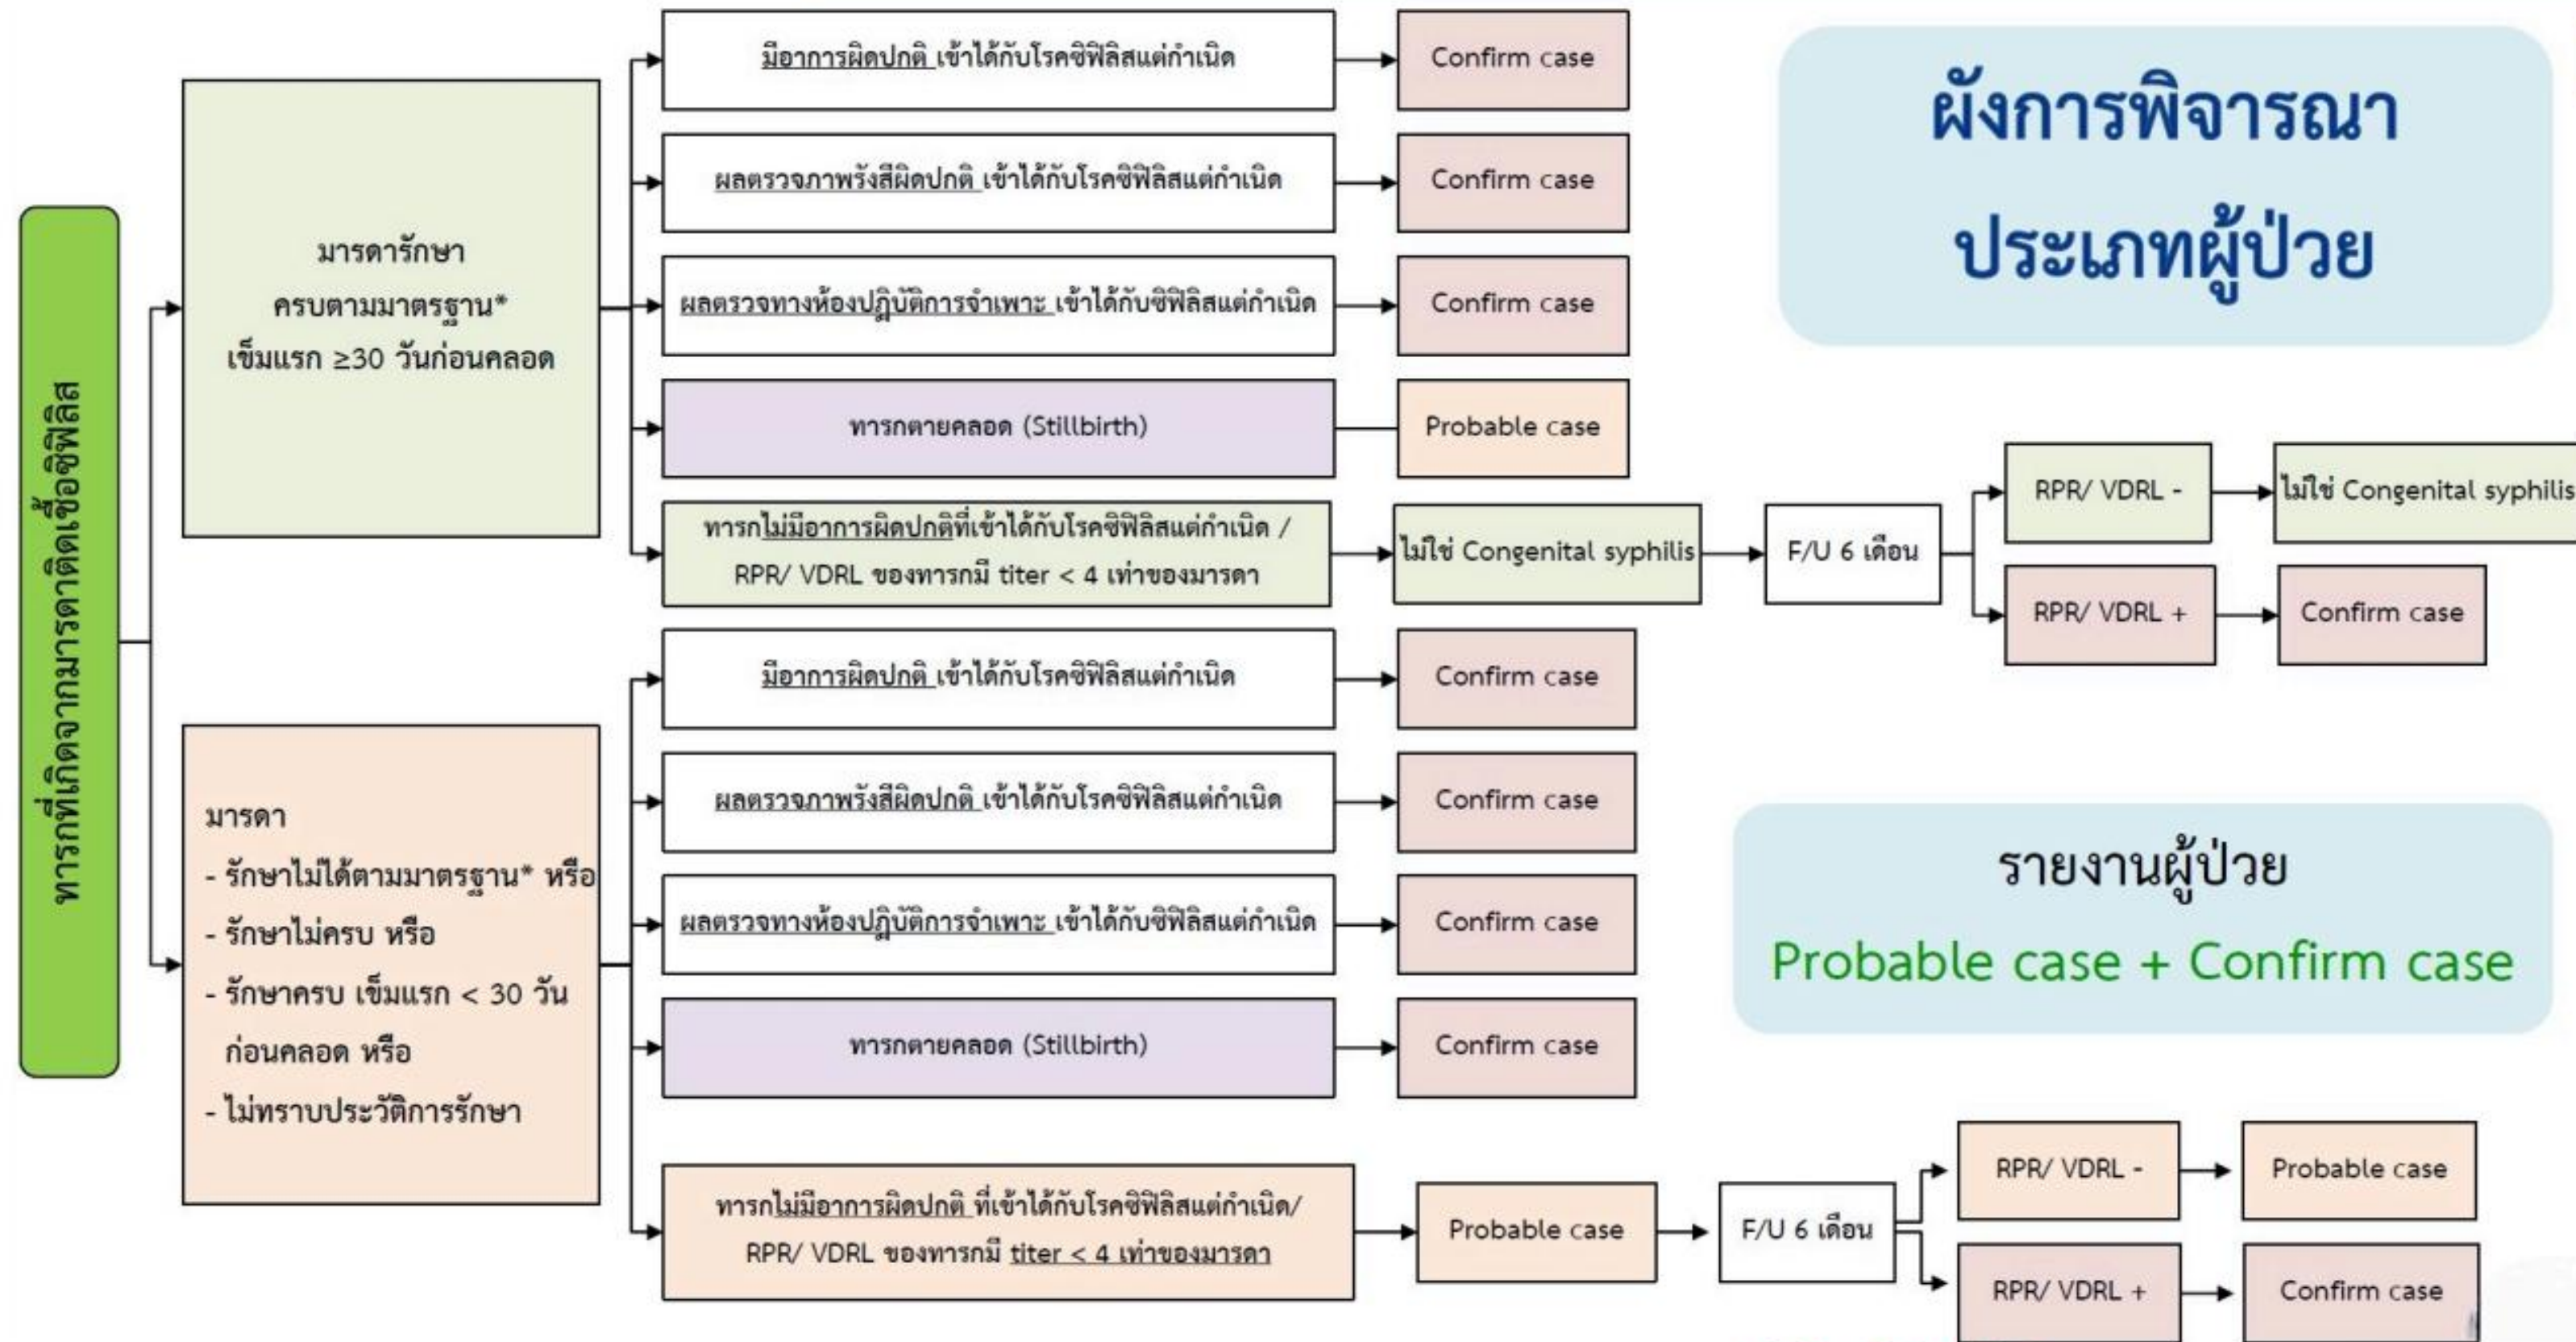 ผังการพิจารณา
ประเภทผู้ป่วย
ทารกที่เกิดจากมารดาติดเชื้อซิฟิลิส
มารดารักษา
ครบตามมาตรฐาน*
เข็มแรก ≥30 วันก่อนคลอด
มีอาการผิดปกติ เข้าได้กับโรคซิฟิลิสแต่กำเนิด
Confirm case
ผลตรวจภาพรังสีผิดปกติ เข้าได้กับโรคซิฟิลิสแต่กำเนิด
Confirm case
ผลตรวจทางห้องปฏิบัติการจำเพาะ เข้าได้กับซิฟิลิสแต่กำเนิด
Confirm case
ทารกตายคลอด (Stillbirth)
Probable case
ทารกไม่มีอาการผิดปกติที่เข้าได้กับโรคซิฟิลิสแต่กำเนิด /
RPR/ VDRL ของทารกมี titer < 4 เท่าของมารดา
ไม่ใช่ Congenital syphilis
F/U 6 เดือน
RPR/ VDRL -
ไม่ใช่ Congenital syphilis
RPR/ VDRL +
Confirm case
มารดา
- รักษาไม่ได้ตามมาตรฐาน* หรือ
- รักษาไม่ครบ หรือ
- รักษาครบ เข็มแรก < 30 วัน
ก่อนคลอด หรือ
- ไม่ทราบประวัติการรักษา
มีอาการผิดปกติ เข้าได้กับโรคซิฟิลิสแต่กำเนิด
Confirm case
ผลตรวจภาพรังสีผิดปกติ เข้าได้กับโรคซิฟิลิสแต่กำเนิด
Confirm case
ผลตรวจทางห้องปฏิบัติการจำเพาะ เข้าได้กับซิฟิลิสแต่กำเนิด
Confirm case
ทารกตายคลอด (Stillbirth)
Confirm case
ทารกไม่มีอาการผิดปกติ ที่เข้าได้กับโรคซิฟิลิสแต่กำเนิด/
RPR/ VDRL ของทารกมี titer < 4 เท่าของมารดา
Probable case
F/U 6 เดือน
RPR/ VDRL -
Probable case
RPR/ VDRL +
Confirm case
รายงานผู้ป่วย
Probable case + Confirm case